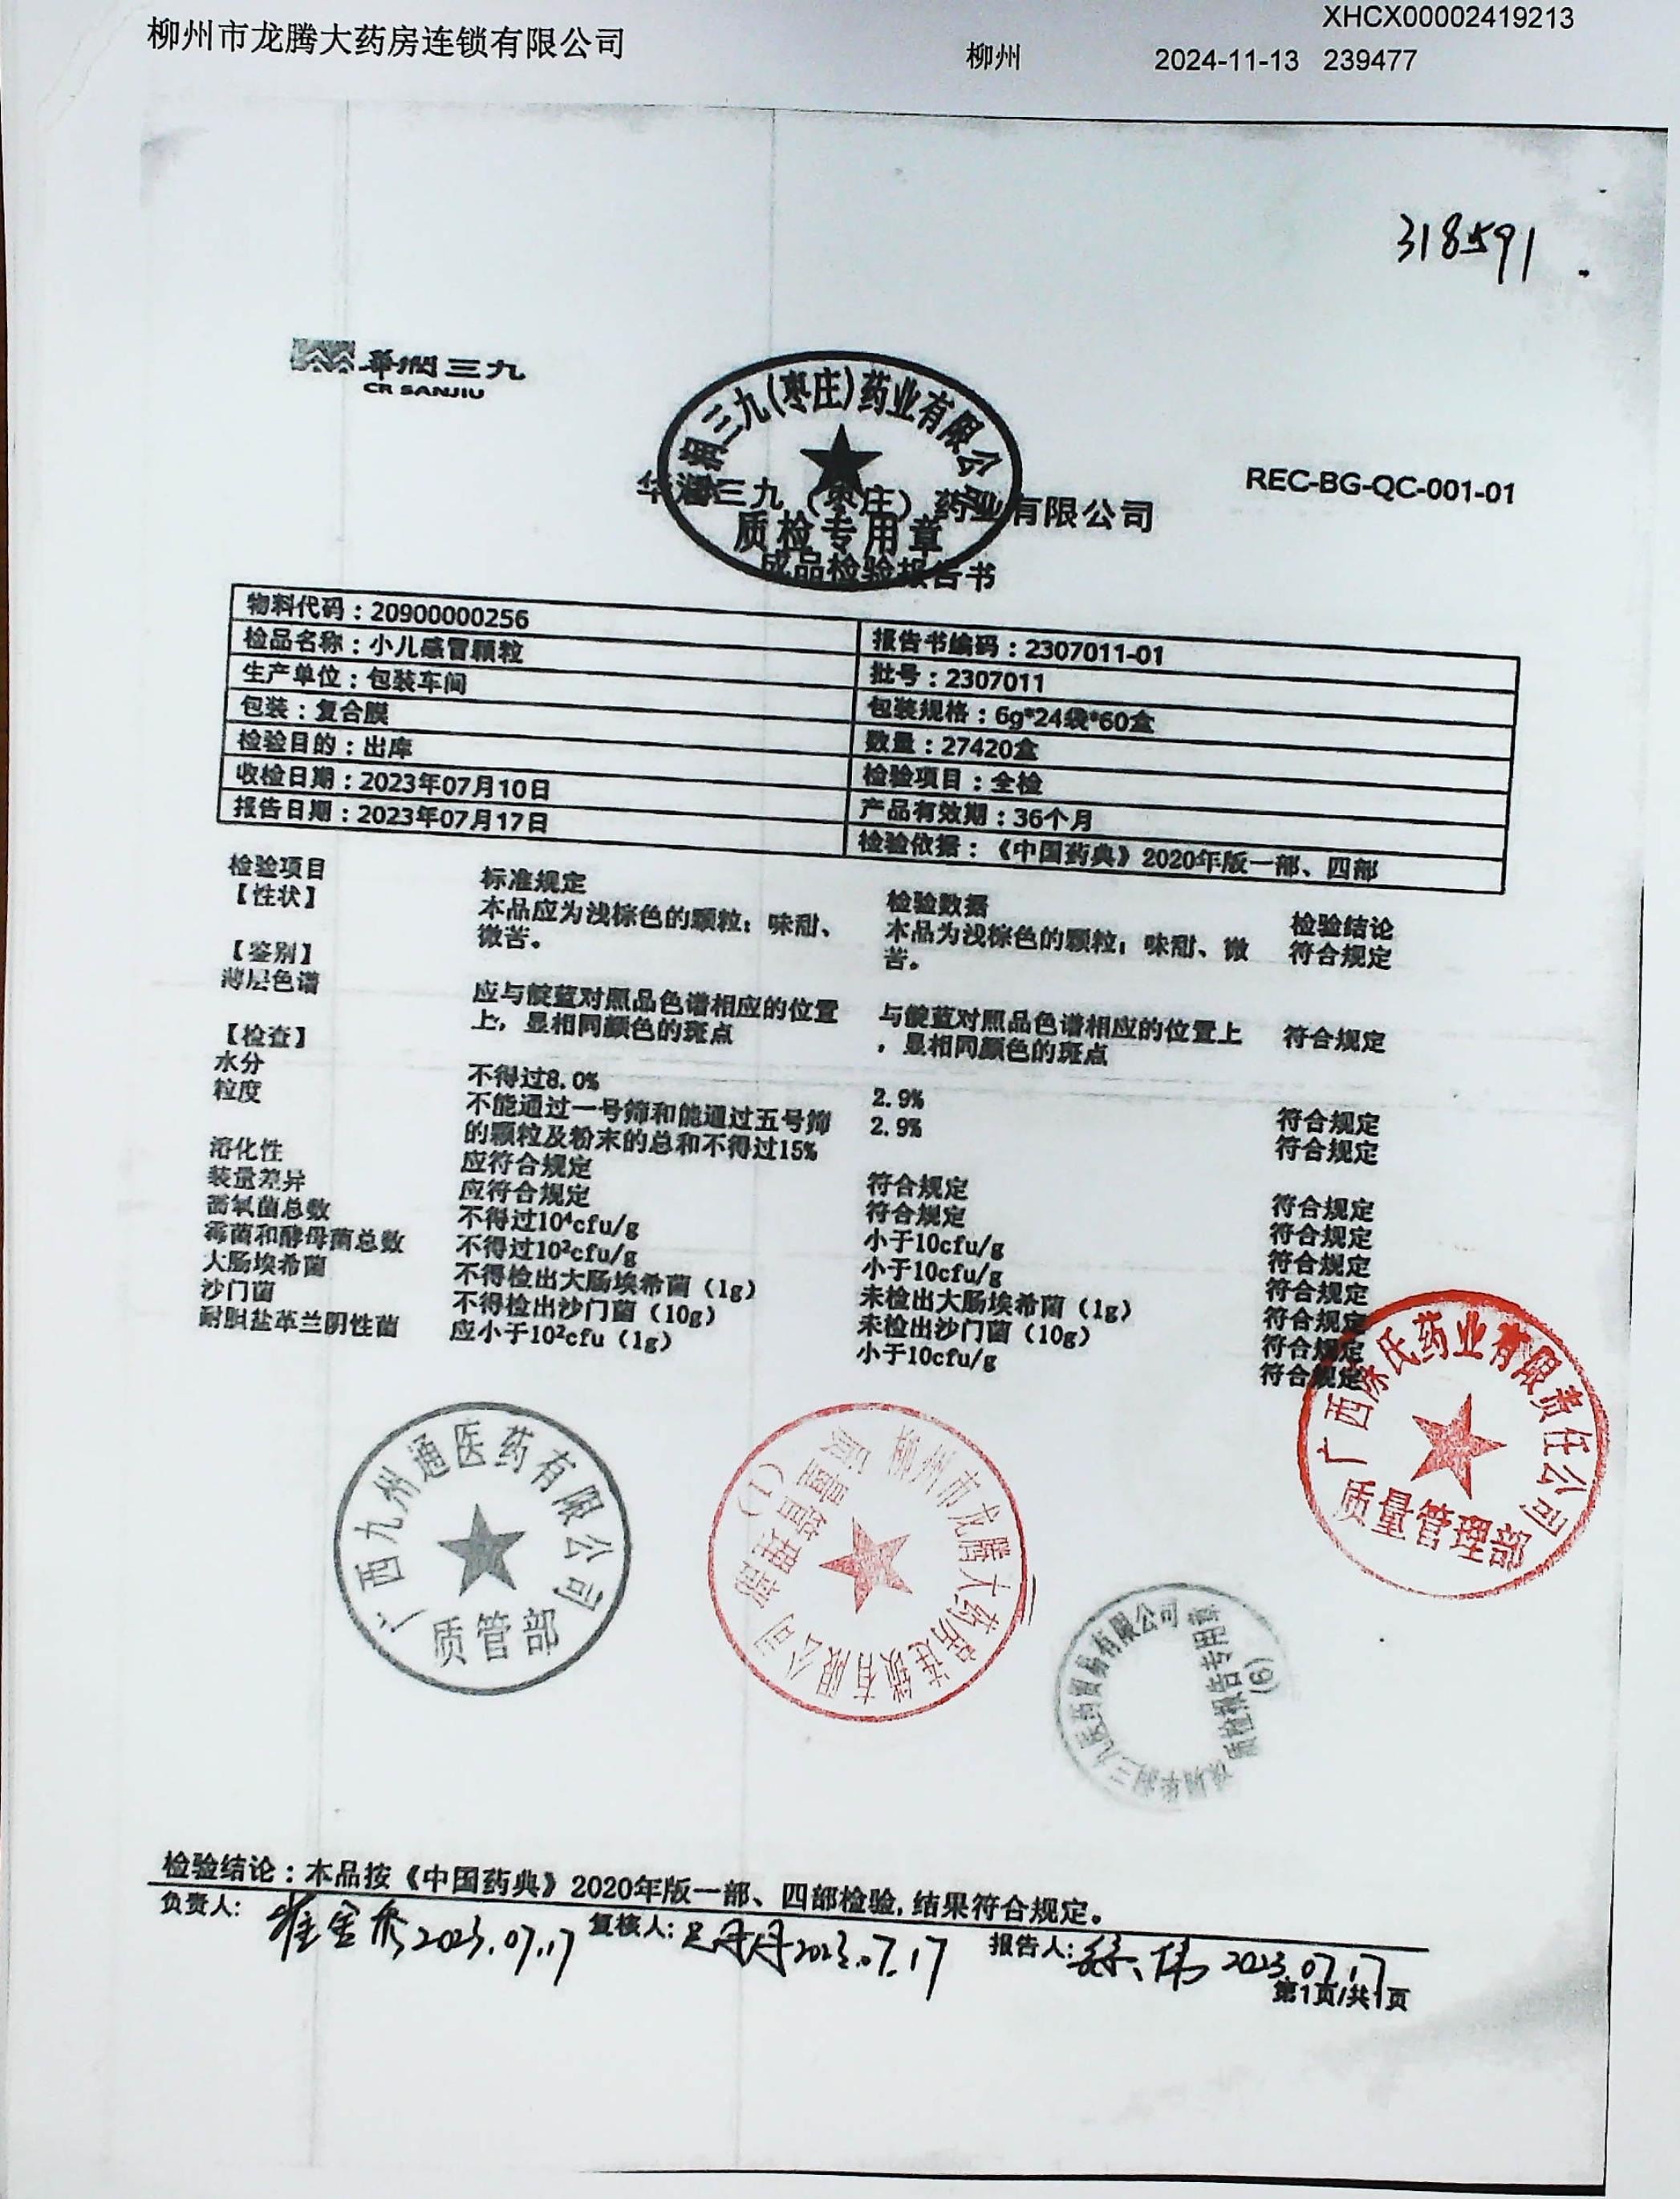 XHCX00002419213
柳州市龙腾大药房连锁有限公司 柳州 2024-11-13 239477
318591
华润三九
CR SANJIU
华润三九（枣庄）药业有限公司
REC-BG-QC-001-01
华润三九（枣庄）药业有限公司
质检专用章
成品检验报告书
物料代码：20900000256 报告书编码：2307011-01
检品名称：小儿感冒颗粒 批号：2307011
生产单位：包装车间 包装规格：6g*24袋*60盒
包装：复合膜 数量：27420盒
检验目的：出库 检验项目：全检
收检日期：2023年07月10日 产品有效期：36个月
报告日期：2023年07月17日 检验依据：《中国药典》2020年版一部、四部
检验项目 标准规定 检验数据 检验结论
【性状】 本品应为浅棕色的颗粒；味甜、 本品为浅棕色的颗粒；味甜、微 符合规定
微苦。 苦。
【鉴别】
薄层色谱 应与靛蓝对照品色谱相应的位置 与靛蓝对照品色谱相应的位置上 符合规定
上，显相同颜色的斑点 ，显相同颜色的斑点
【检查】
水分 不得过8.0% 2.9% 符合规定
粒度 不能通过一号筛和能通过五号筛 2.9% 符合规定
的颗粒及粉末的总和不得过15%
溶化性 应符合规定 符合规定 符合规定
装量差异 应符合规定 符合规定 符合规定
需氧菌总数 不得过10⁴cfu/g 小于10cfu/g 符合规定
霉菌和酵母菌总数 不得过10²cfu/g 小于10cfu/g 符合规定
大肠埃希菌 不得检出大肠埃希菌（1g） 未检出大肠埃希菌（1g） 符合规定
沙门菌 不得检出沙门菌（10g） 未检出沙门菌（10g） 符合规定
耐胆盐革兰阴性菌 应小于10²cfu（1g） 小于10cfu/g 符合规定
广西九州通医药有限公司
质管部
柳州市龙腾大药房连锁有限公司
质量管理部
(1)
氏药业有限责任公司
广西
质量管理部
三九医药贸易有限公司
质检报告专用章
(6)
检验结论：本品按《中国药典》2020年版一部、四部检验，结果符合规定。
负责人： 2023.07.17 复核人： 2023.07.17 报告人： 2023.07.17
第1页/共1页